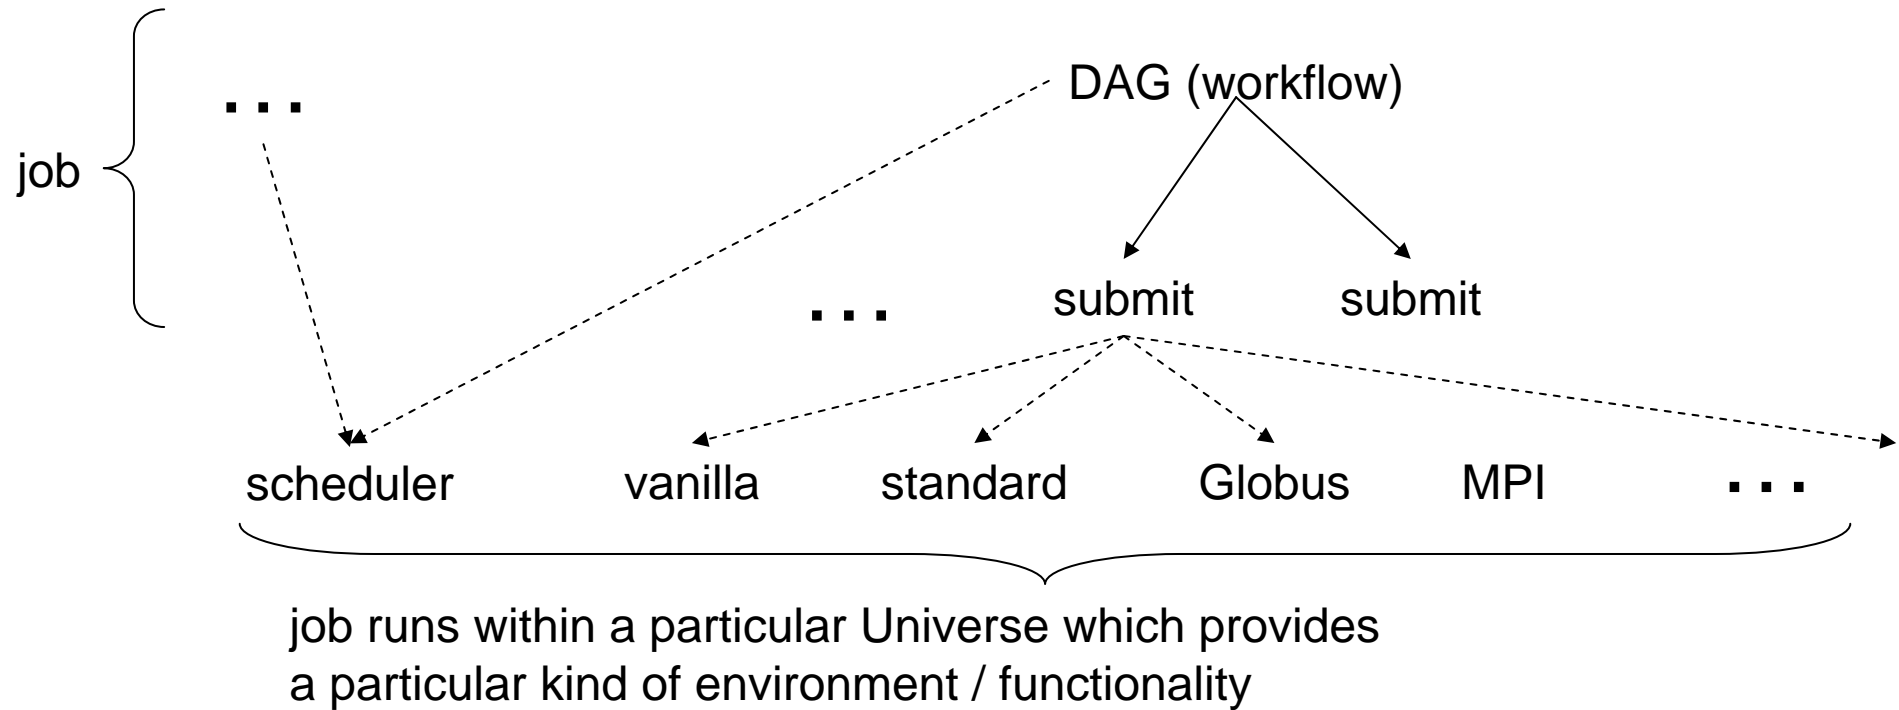 DAG (workflow)
...
job
... submit submit
scheduler vanilla standard Globus MPI ...
job runs within a particular Universe which provides
a particular kind of environment / functionality